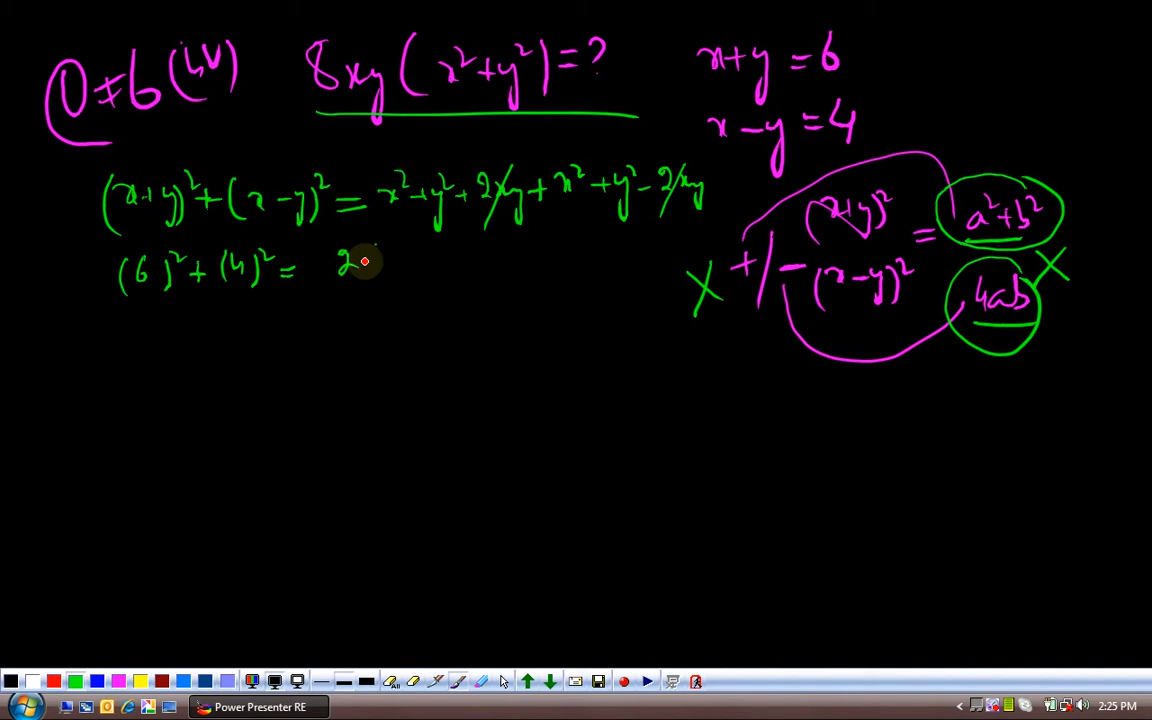 Q#6(iv) 8xy(x²+y²)=? x+y=6
x-y=4
(x+y)²+(x-y)²=x²+y²+2xy+x²+y²-2xy
(6)²+(4)²= 2
+/- (x+y)² (x-y)² = a²+b²
4ab
Power Presenter RE
2:25 PM